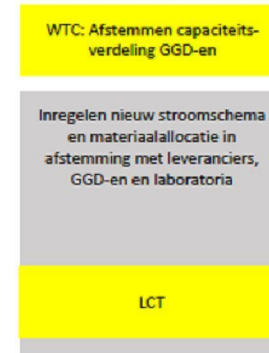 WTC: Afstemmen capaciteits-
verdeling GGD-en
Inregelen nieuw stroomschema
en materiaalallocatie in
afstemming met leveranciers,
GGD-en en laboratoria
LCT